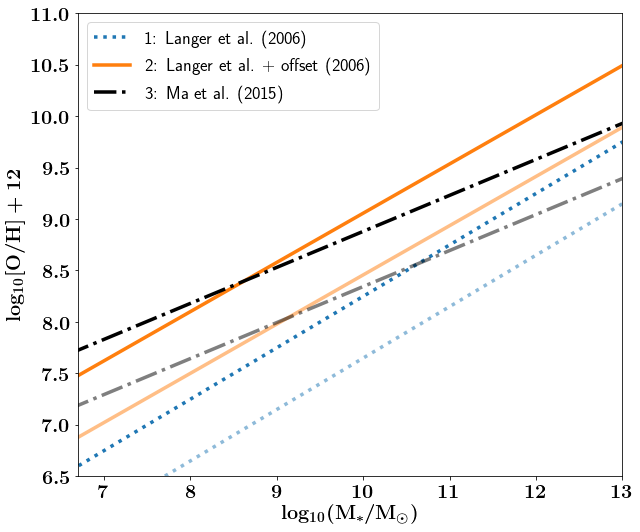 11.0
10.5
10.0
9.5
9.0
8.5
8.0
7.5
7.0
6.5
log₁₀[O/H] + 12
1: Langer et al. (2006)
2: Langer et al. + offset (2006)
3: Ma et al. (2015)
7 8 9 10 11 12 13
log₁₀(M∗/M⊙)